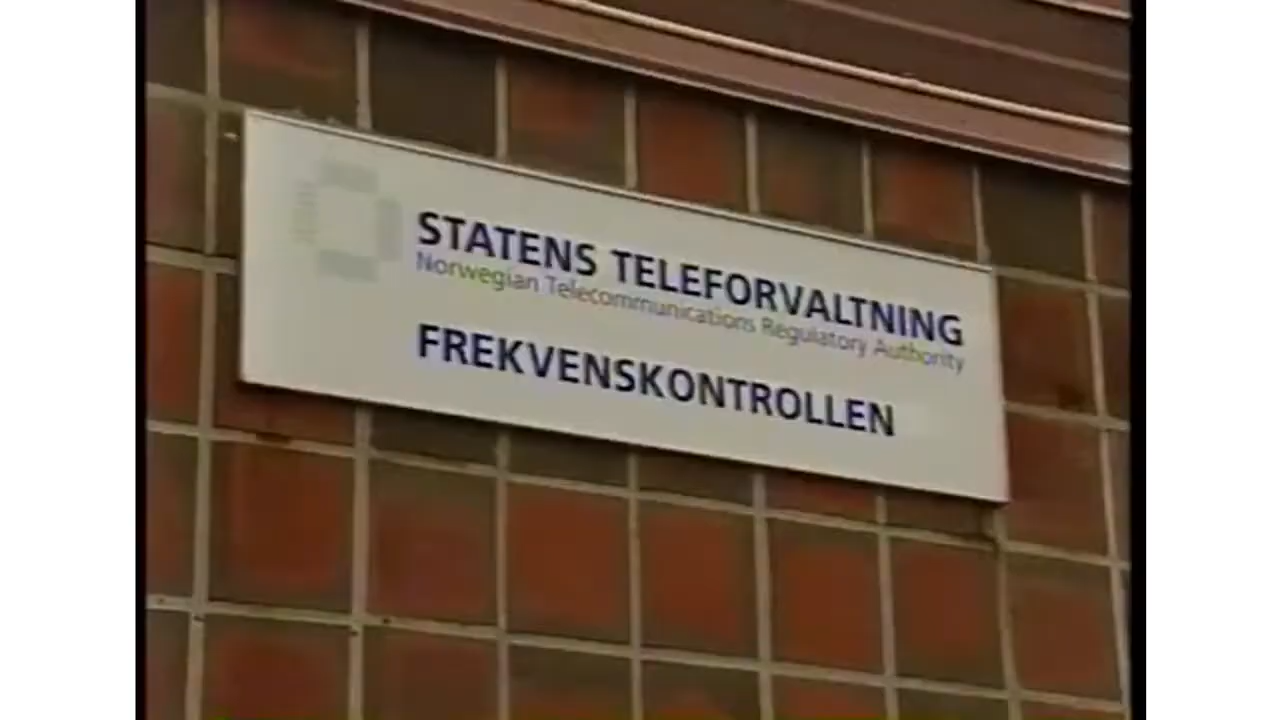 STATENS TELEFORVALTNING
Norwegian Telecommunications Regulatory Authority
FREKVENSKONTROLLEN